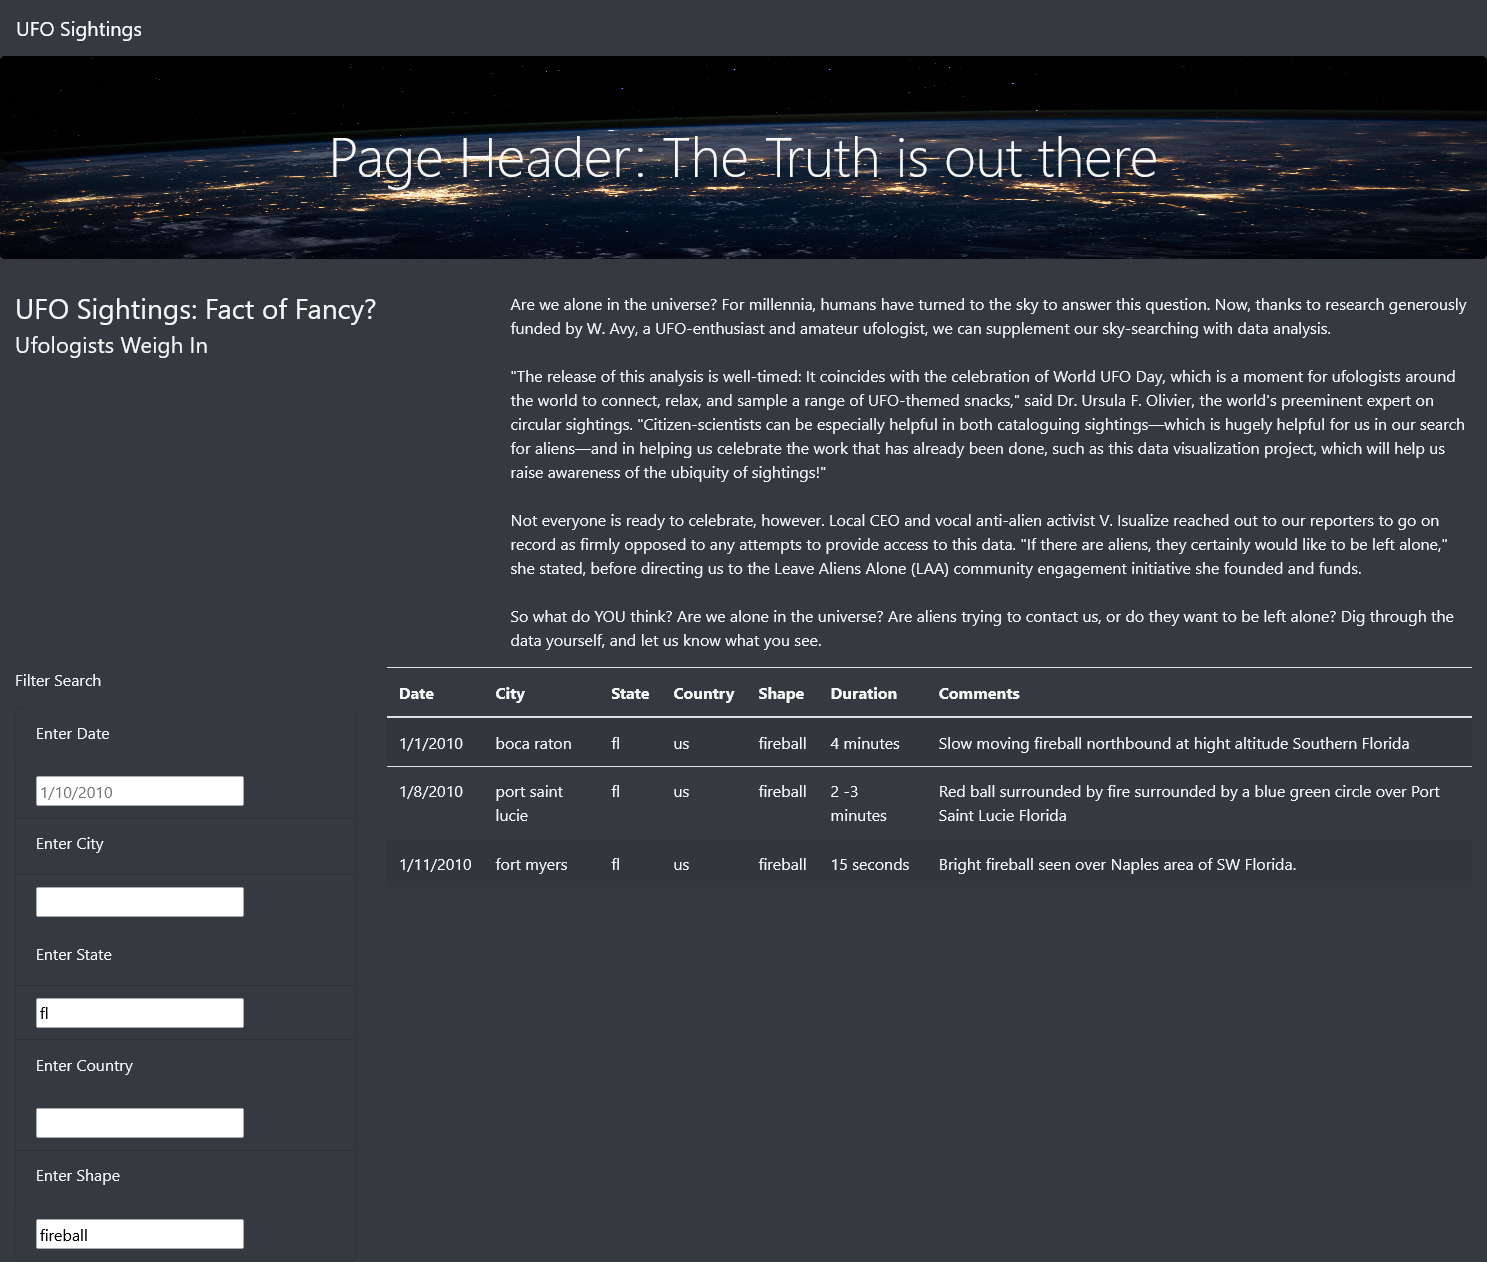 UFO Sightings
Page Header: The Truth is out there
UFO Sightings: Fact of Fancy?
Ufologists Weigh In
Are we alone in the universe? For millennia, humans have turned to the sky to answer this question. Now, thanks to research generously
funded by W. Avy, a UFO-enthusiast and amateur ufologist, we can supplement our sky-searching with data analysis.
"The release of this analysis is well-timed: It coincides with the celebration of World UFO Day, which is a moment for ufologists around
the world to connect, relax, and sample a range of UFO-themed snacks," said Dr. Ursula F. Olivier, the world's preeminent expert on
circular sightings. "Citizen-scientists can be especially helpful in both cataloguing sightings—which is hugely helpful for us in our search
for aliens—and in helping us celebrate the work that has already been done, such as this data visualization project, which will help us
raise awareness of the ubiquity of sightings!"
Not everyone is ready to celebrate, however. Local CEO and vocal anti-alien activist V. Isualize reached out to our reporters to go on
record as firmly opposed to any attempts to provide access to this data. "If there are aliens, they certainly would like to be left alone,"
she stated, before directing us to the Leave Aliens Alone (LAA) community engagement initiative she founded and funds.
So what do YOU think? Are we alone in the universe? Are aliens trying to contact us, or do they want to be left alone? Dig through the
data yourself, and let us know what you see.
Filter Search
Enter Date
1/10/2010
Enter City
Enter State
fl
Enter Country
Enter Shape
fireball
Date City State Country Shape Duration Comments
1/1/2010 boca raton fl us fireball 4 minutes Slow moving fireball northbound at hight altitude Southern Florida
1/8/2010 port saint fl us fireball 2 -3 Red ball surrounded by fire surrounded by a blue green circle over Port
lucie minutes Saint Lucie Florida
1/11/2010 fort myers fl us fireball 15 seconds Bright fireball seen over Naples area of SW Florida.